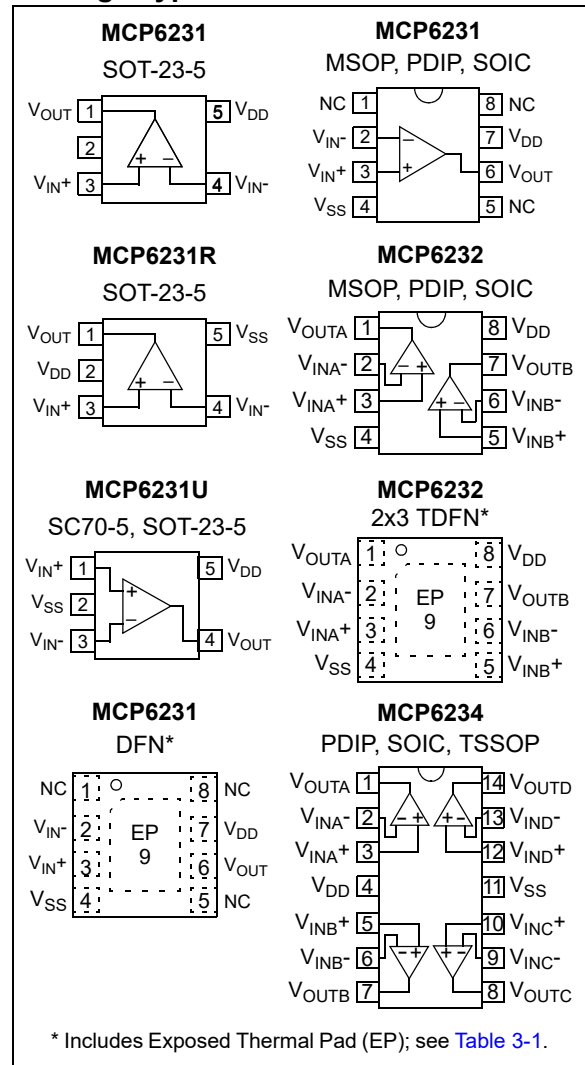 MCP6231
SOT-23-5
VOUT 1
5 VDD
2
+ −
VIN+ 3
4 VIN-
MCP6231
MSOP, PDIP, SOIC
NC 1
8 NC
VIN- 2
−
7 VDD
VIN+ 3
+
6 VOUT
VSS 4
5 NC
MCP6231R
SOT-23-5
VOUT 1
5 VSS
VDD 2
+ −
VIN+ 3
4 VIN-
MCP6232
MSOP, PDIP, SOIC
VOUTA 1
8 VDD
VINA- 2
- +
7 VOUTB
VINA+ 3
+ -
6 VINB-
VSS 4
5 VINB+
MCP6231U
SC70-5, SOT-23-5
VIN+ 1
+
5 VDD
VSS 2
VIN- 3
−
4 VOUT
MCP6232
2x3 TDFN*
VOUTA 1
8 VDD
VINA- 2
EP
7 VOUTB
VINA+ 3
9
6 VINB-
VSS 4
5 VINB+
MCP6231
DFN*
NC 1
8 NC
VIN- 2
EP
7 VDD
VIN+ 3
9
6 VOUT
VSS 4
5 NC
MCP6234
PDIP, SOIC, TSSOP
VOUTA 1
14 VOUTD
VINA- 2
- +
+ -
13 VIND-
VINA+ 3
12 VIND+
VDD 4
11 VSS
VINB+ 5
10 VINC+
VINB- 6
- +
+ -
9 VINC-
VOUTB 7
8 VOUTC
* Includes Exposed Thermal Pad (EP); see Table 3-1.